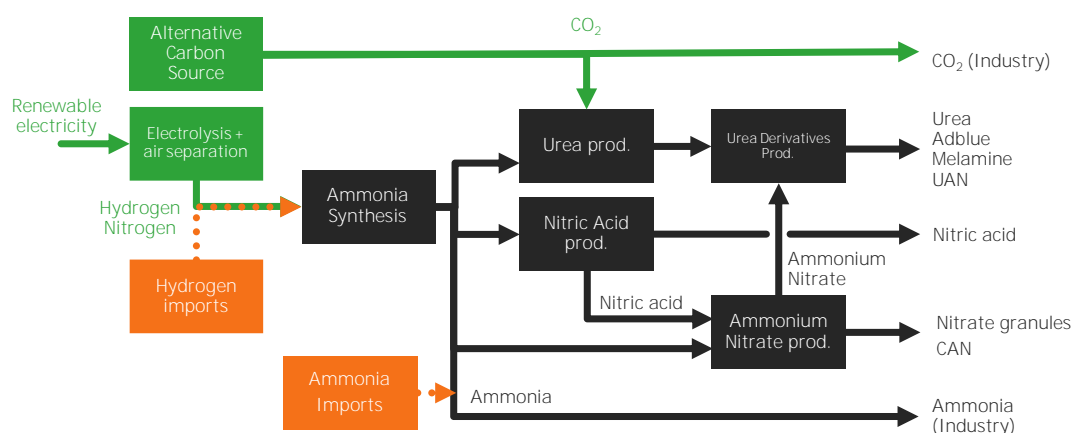 Alternative
Carbon
Source
CO₂
CO₂ (Industry)
Renewable
electricity
Electrolysis +
air separation
Urea prod.
Urea Derivatives
Prod.
Urea
Adblue
Melamine
UAN
Hydrogen
Nitrogen
Ammonia
Synthesis
Nitric Acid
prod.
Nitric acid
Ammonium
Nitrate
Hydrogen
imports
Nitric acid
Ammonium
Nitrate prod.
Nitrate granules
CAN
Ammonia
Imports
Ammonia
Ammonia
(Industry)